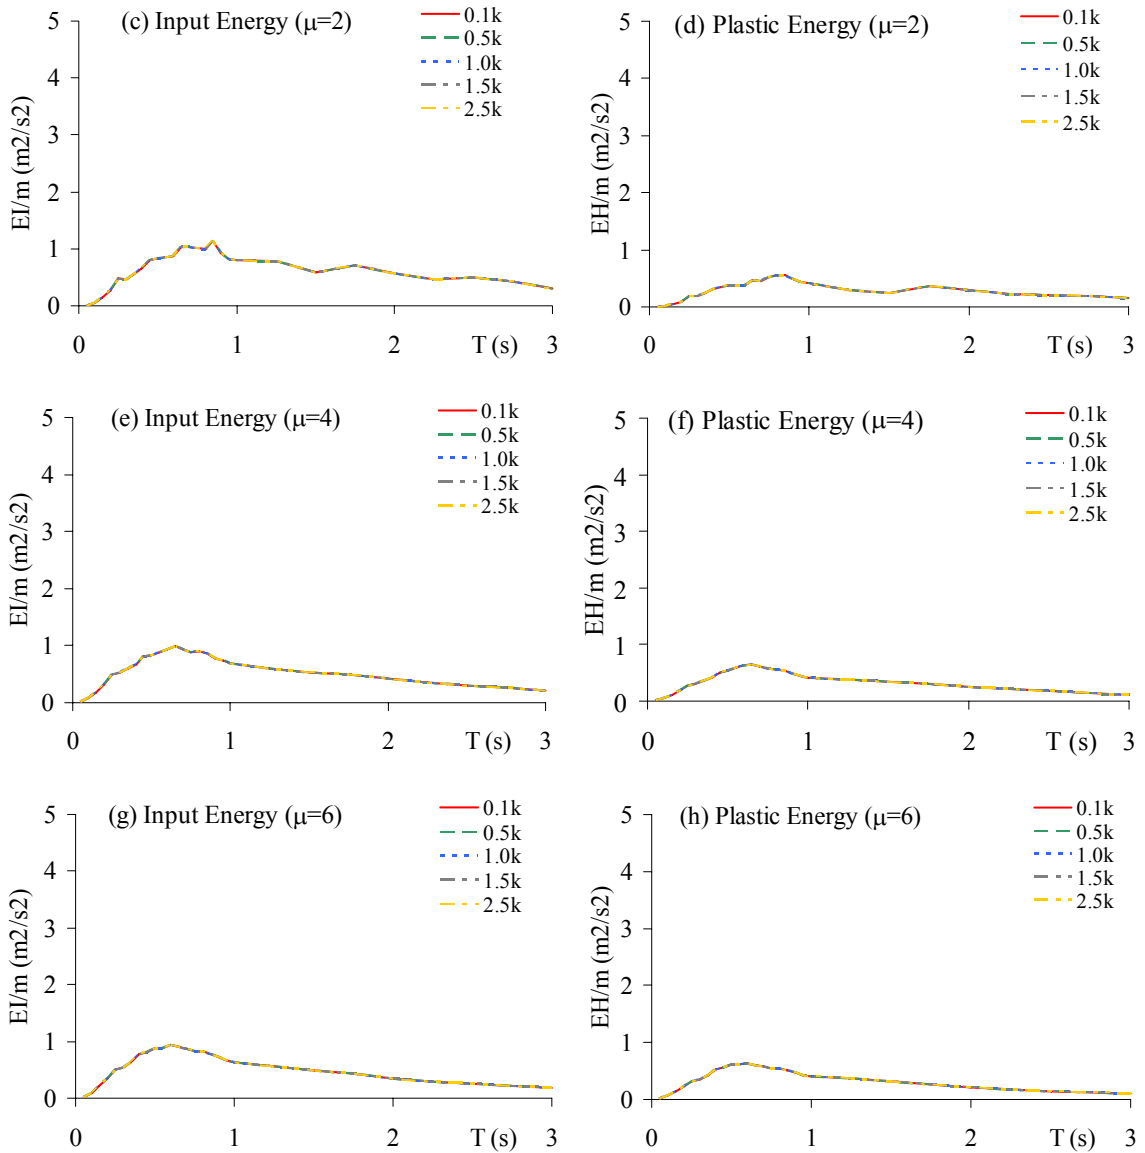 (c) Input Energy (μ=2)
0.1k
0.5k
1.0k
1.5k
2.5k
EI/m (m2/s2)
5
4
3
2
1
0
0 1 2 T (s) 3
(d) Plastic Energy (μ=2)
0.1k
0.5k
1.0k
1.5k
2.5k
EH/m (m2/s2)
5
4
3
2
1
0
0 1 2 T (s) 3
(e) Input Energy (μ=4)
0.1k
0.5k
1.0k
1.5k
2.5k
EI/m (m2/s2)
5
4
3
2
1
0
0 1 2 T (s) 3
(f) Plastic Energy (μ=4)
0.1k
0.5k
1.0k
1.5k
2.5k
EH/m (m2/s2)
5
4
3
2
1
0
0 1 2 T (s) 3
(g) Input Energy (μ=6)
0.1k
0.5k
1.0k
1.5k
2.5k
EI/m (m2/s2)
5
4
3
2
1
0
0 1 2 T (s) 3
(h) Plastic Energy (μ=6)
0.1k
0.5k
1.0k
1.5k
2.5k
EH/m (m2/s2)
5
4
3
2
1
0
0 1 2 T (s) 3